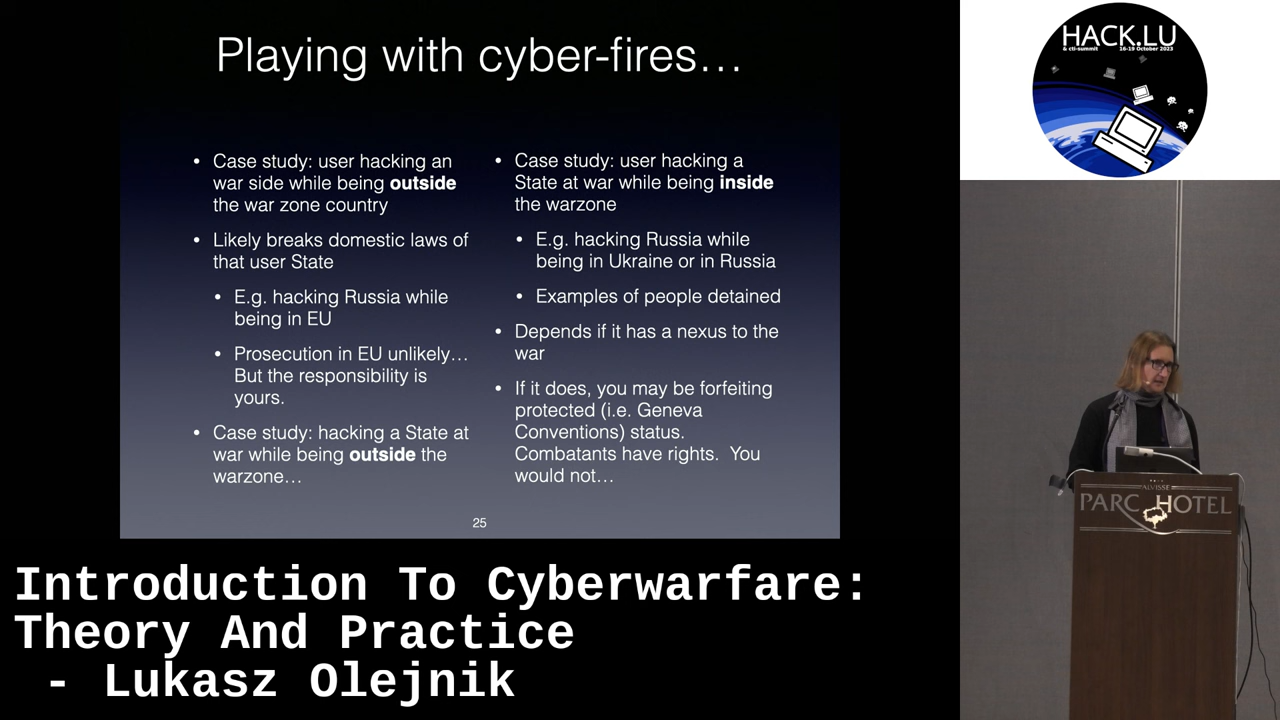 Playing with cyber-fires…
• Case study: user hacking an
war side while being outside
the war zone country
• Likely breaks domestic laws of
that user State
• E.g. hacking Russia while
being in EU
• Prosecution in EU unlikely…
But the responsibility is
yours.
• Case study: hacking a State at
war while being outside the
warzone…
• Case study: user hacking a
State at war while being inside
the warzone
• E.g. hacking Russia while
being in Ukraine or in Russia
• Examples of people detained
• Depends if it has a nexus to the
war
• If it does, you may be forfeiting
protected (i.e. Geneva
Conventions) status.
Combatants have rights. You
would not…
25
HACK.LU
& cti-summit 16-19 October 2023
ALVISSE
PARC HOTEL
Introduction To Cyberwarfare:
Theory And Practice
- Lukasz Olejnik